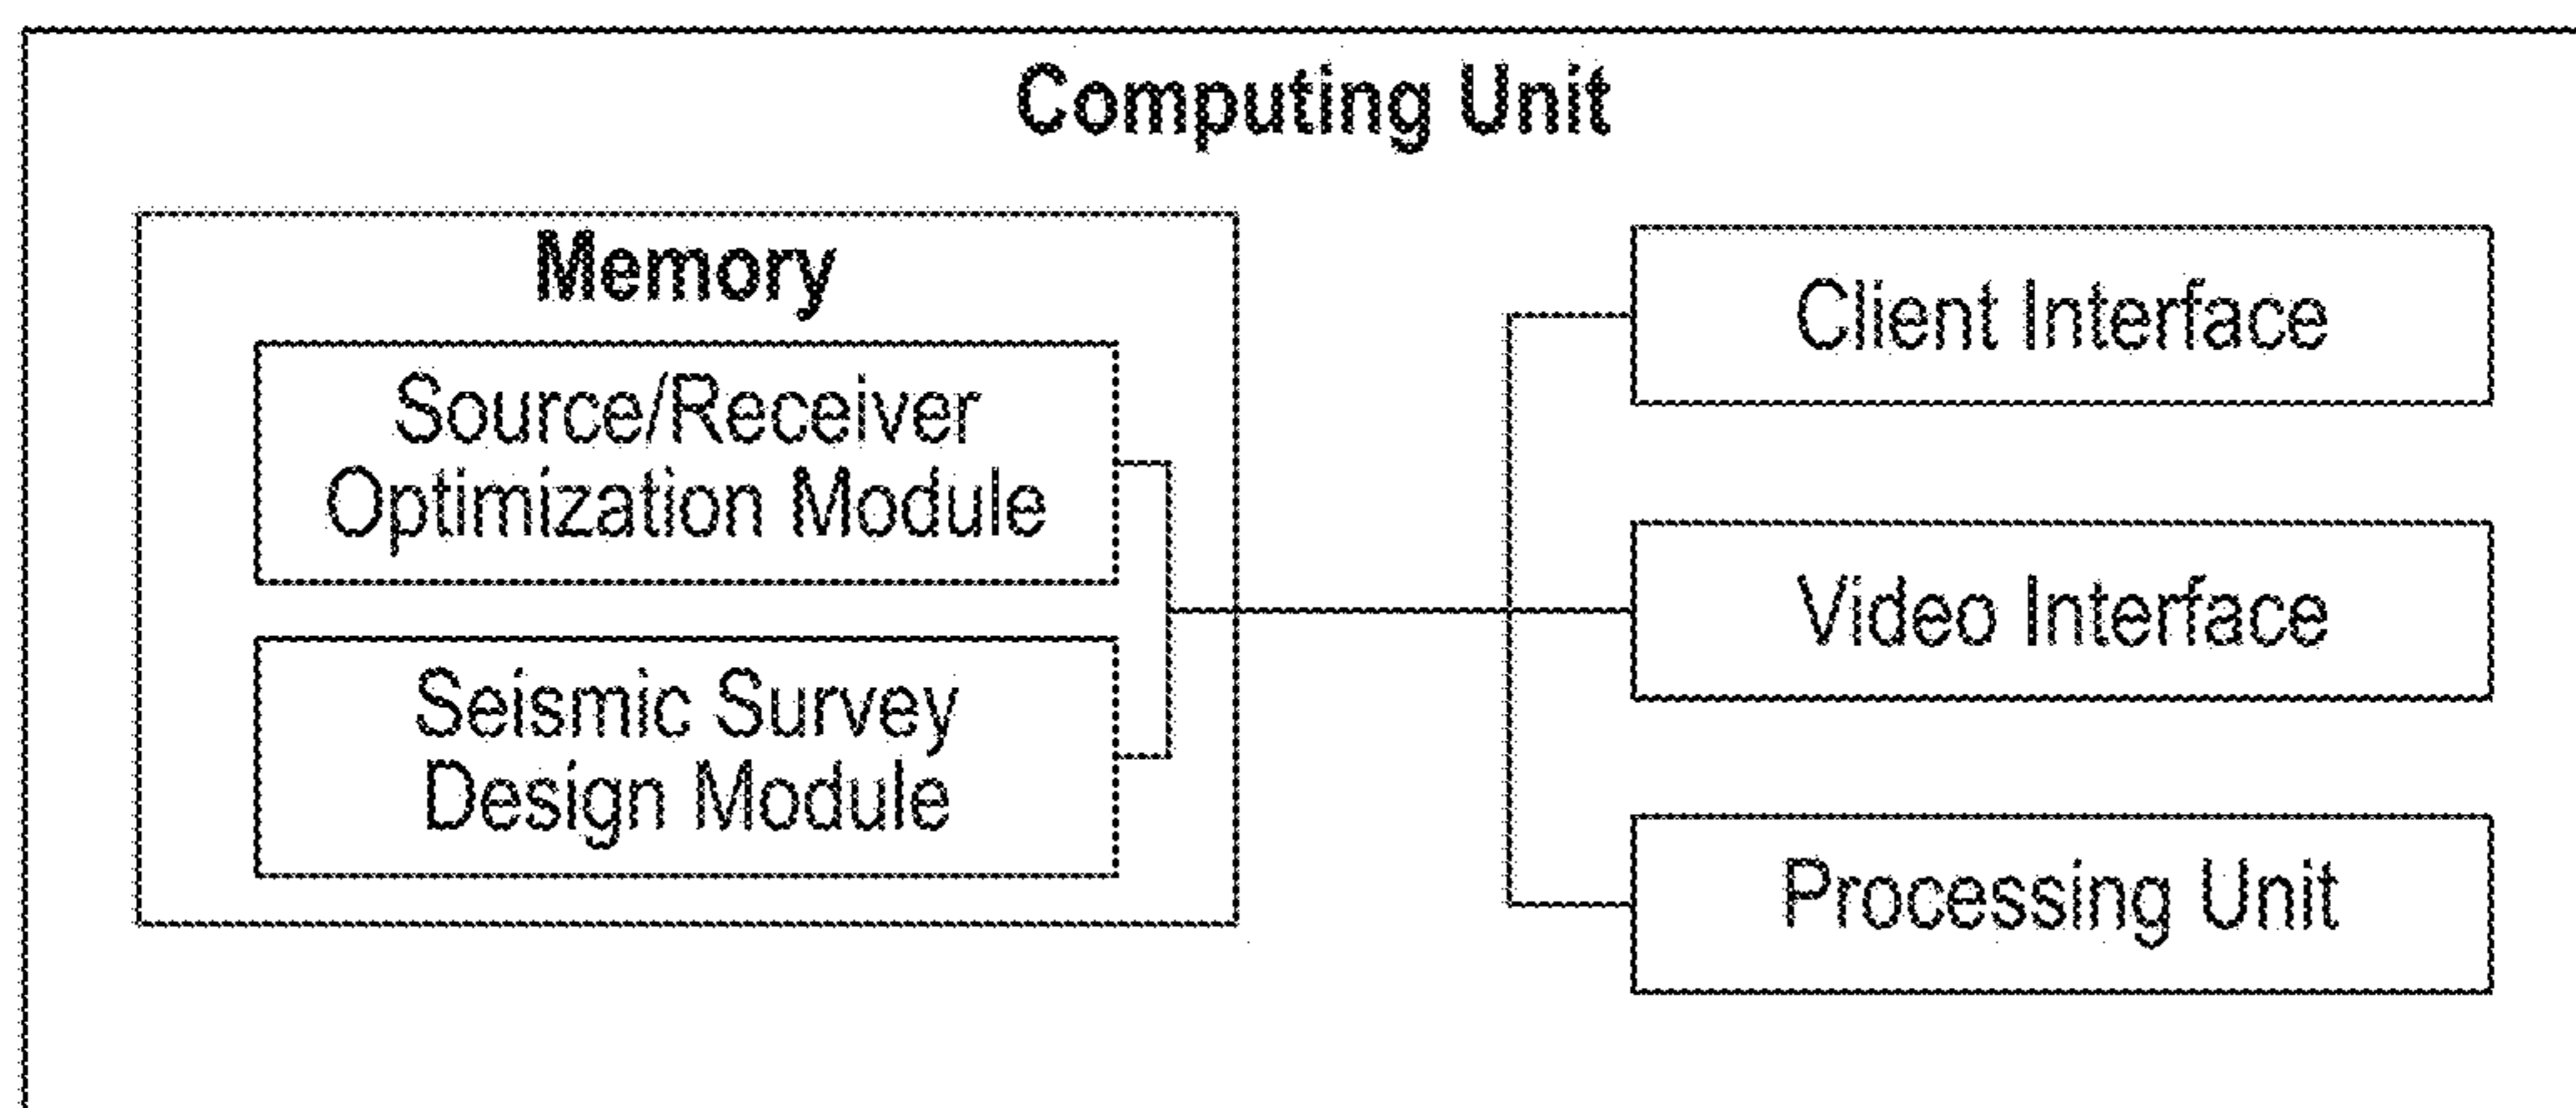 Computing Unit
Memory
Source/Receiver
Optimization Module
Seismic Survey
Design Module
Client Interface
Video Interface
Processing Unit